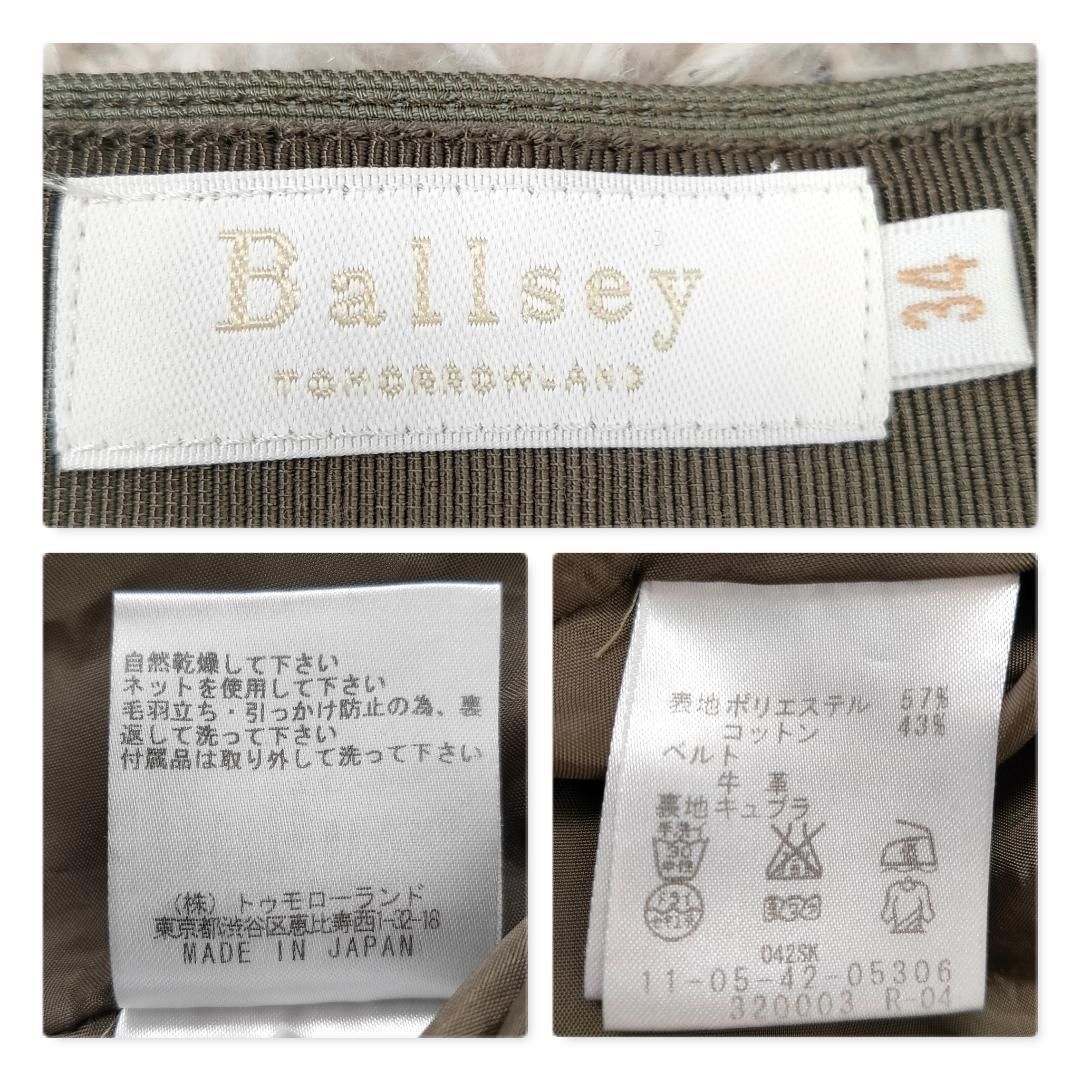 Ballsey
TOMORROWLAND
34
自然乾燥して下さい
ネットを使用して下さい
毛羽立ち・引っかけ防止の為、裏
返して洗って下さい
付属品は取り外して洗って下さい
(株) トゥモローランド
東京都渋谷区恵比寿西1-32-18
MADE IN JAPAN
表地 ポリエステル 57%
コットン 43%
ベルト
牛 革
裏地 キュプラ
手洗イ
30
042SK
11-05-42-05306
320003 R-04